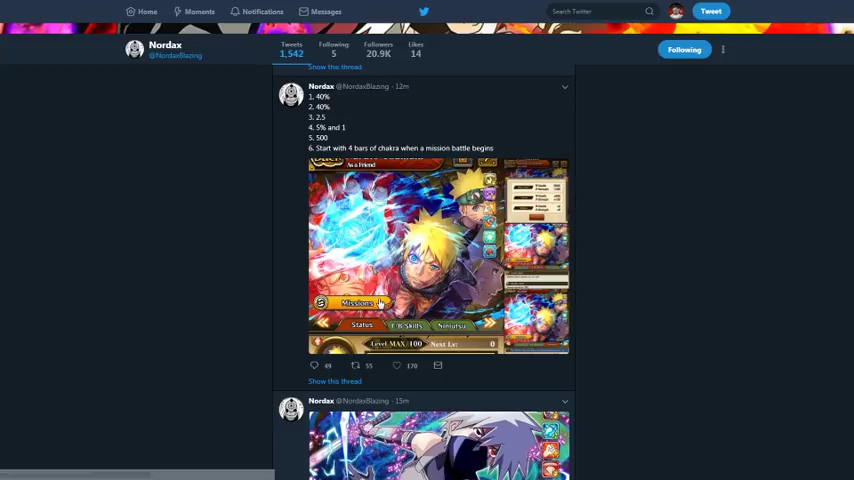 Home
Moments
Notifications
Messages
Search Twitter
Tweet
Nordax
@NordaxBlazing
Tweets
1,542
Following
5
Followers
20.9K
Likes
14
Following
Show this thread
Nordax @NordaxBlazing · 12m
1. 40%
2. 40%
3. 2.5
4. 5% and 1
5. 500
6. Start with 4 bars of chakra when a mission battle begins
As a Friend
Missions
Status
F/B Skills
Ninjutsu
Level MAX/100
Next Lv:
0
49
55
170
Show this thread
Nordax @NordaxBlazing · 15m